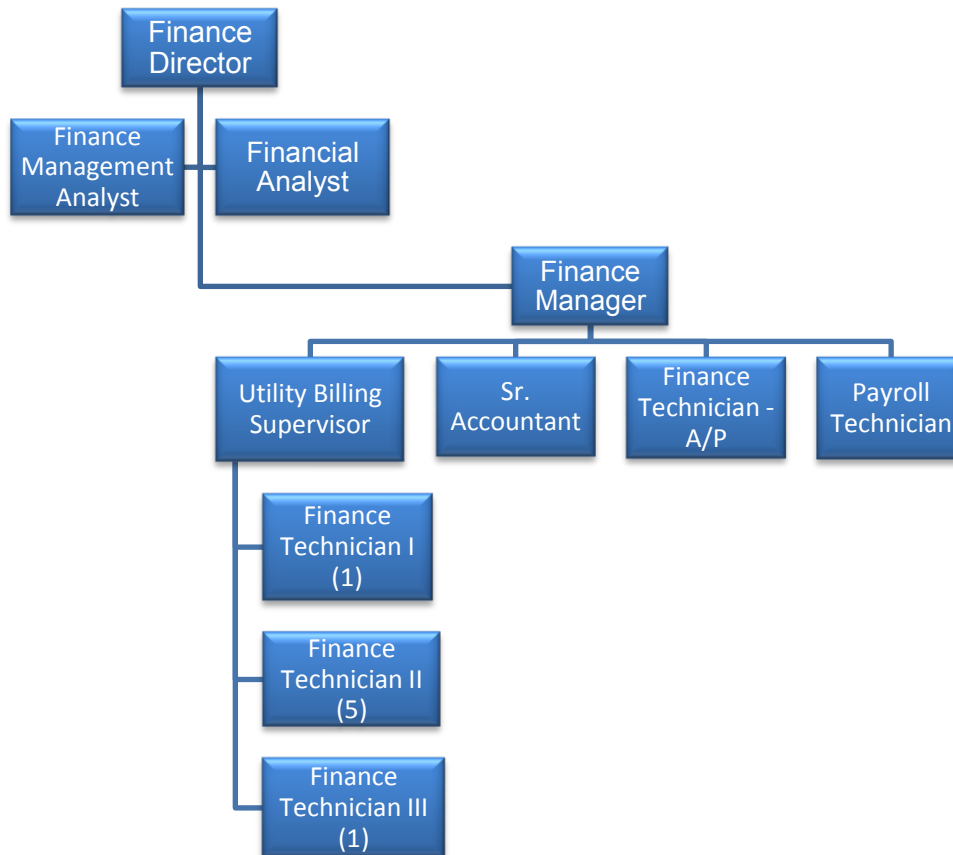 Finance
Director
Finance
Management
Analyst
Financial
Analyst
Finance
Manager
Utility Billing
Supervisor
Sr.
Accountant
Finance
Technician -
A/P
Payroll
Technician
Finance
Technician I
(1)
Finance
Technician II
(5)
Finance
Technician III
(1)